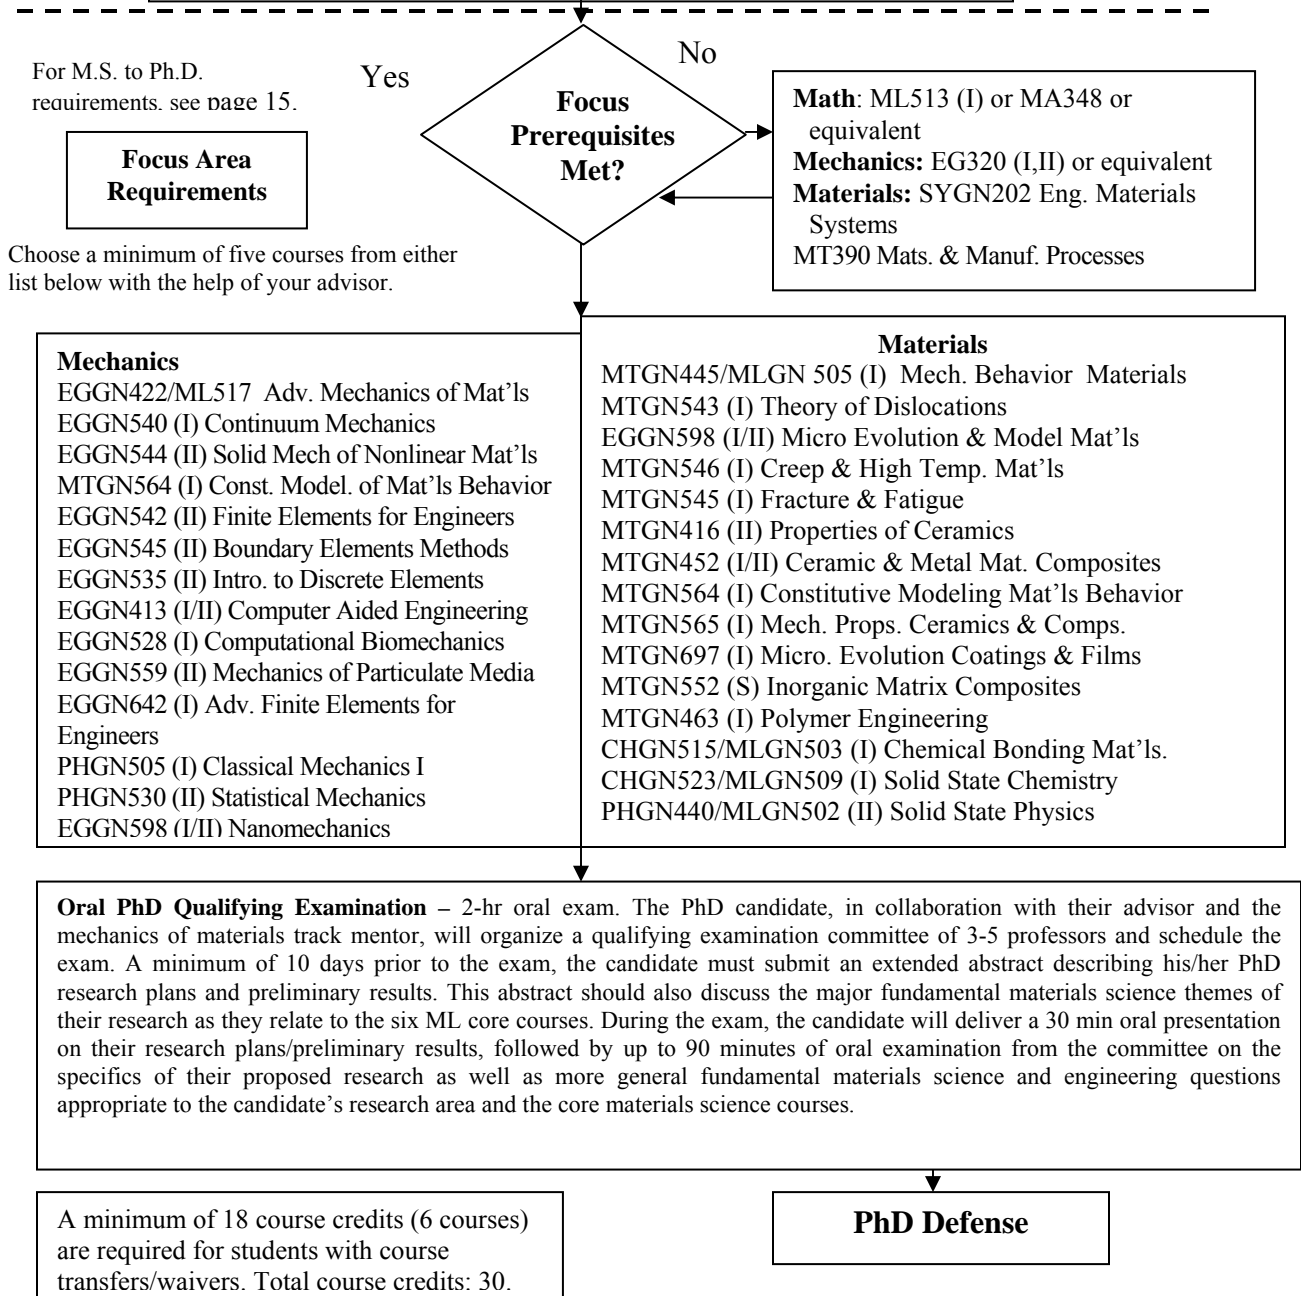 For M.S. to Ph.D.
requirements, see page 15.
Yes
No
Focus
Prerequisites
Met?
Math: ML513 (I) or MA348 or
equivalent
Mechanics: EG320 (I,II) or equivalent
Materials: SYGN202 Eng. Materials
Systems
MT390 Mats. & Manuf. Processes
Focus Area
Requirements
Choose a minimum of five courses from either
list below with the help of your advisor.
Mechanics
EGGN422/ML517 Adv. Mechanics of Mat'ls
EGGN540 (I) Continuum Mechanics
EGGN544 (II) Solid Mech of Nonlinear Mat'ls
MTGN564 (I) Const. Model. of Mat'ls Behavior
EGGN542 (II) Finite Elements for Engineers
EGGN545 (II) Boundary Elements Methods
EGGN535 (II) Intro. to Discrete Elements
EGGN413 (I/II) Computer Aided Engineering
EGGN528 (I) Computational Biomechanics
EGGN559 (II) Mechanics of Particulate Media
EGGN642 (I) Adv. Finite Elements for
Engineers
PHGN505 (I) Classical Mechanics I
PHGN530 (II) Statistical Mechanics
EGGN598 (I/II) Nanomechanics
Materials
MTGN445/MLGN 505 (I) Mech. Behavior Materials
MTGN543 (I) Theory of Dislocations
EGGN598 (I/II) Micro Evolution & Model Mat'ls
MTGN546 (I) Creep & High Temp. Mat'ls
MTGN545 (I) Fracture & Fatigue
MTGN416 (II) Properties of Ceramics
MTGN452 (I/II) Ceramic & Metal Mat. Composites
MTGN564 (I) Constitutive Modeling Mat'ls Behavior
MTGN565 (I) Mech. Props. Ceramics & Comps.
MTGN697 (I) Micro. Evolution Coatings & Films
MTGN552 (S) Inorganic Matrix Composites
MTGN463 (I) Polymer Engineering
CHGN515/MLGN503 (I) Chemical Bonding Mat'ls.
CHGN523/MLGN509 (I) Solid State Chemistry
PHGN440/MLGN502 (II) Solid State Physics
Oral PhD Qualifying Examination – 2-hr oral exam. The PhD candidate, in collaboration with their advisor and the
mechanics of materials track mentor, will organize a qualifying examination committee of 3-5 professors and schedule the
exam. A minimum of 10 days prior to the exam, the candidate must submit an extended abstract describing his/her PhD
research plans and preliminary results. This abstract should also discuss the major fundamental materials science themes of
their research as they relate to the six ML core courses. During the exam, the candidate will deliver a 30 min oral presentation
on their research plans/preliminary results, followed by up to 90 minutes of oral examination from the committee on the
specifics of their proposed research as well as more general fundamental materials science and engineering questions
appropriate to the candidate's research area and the core materials science courses.
A minimum of 18 course credits (6 courses)
are required for students with course
transfers/waivers. Total course credits: 30.
PhD Defense